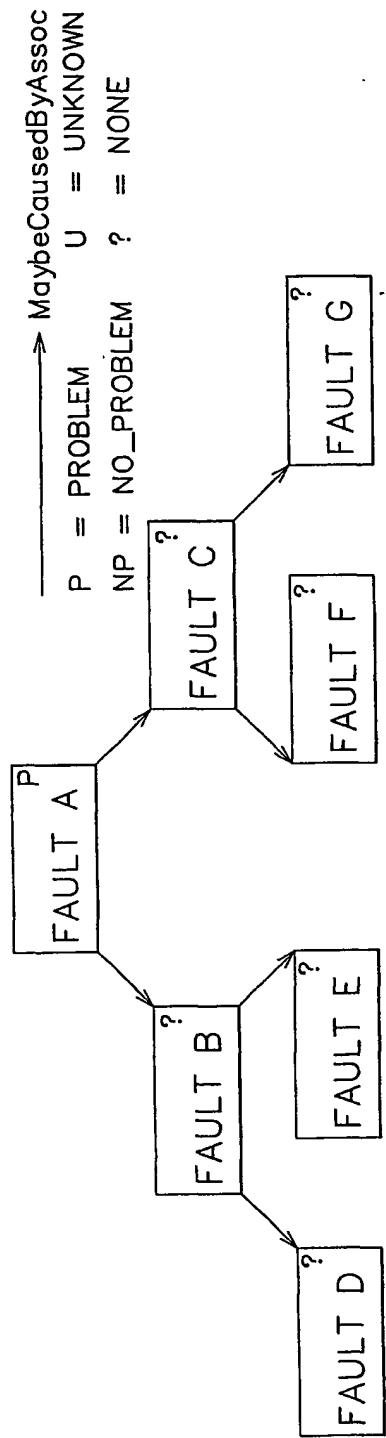 MaybeCausedByAssoc
P = PROBLEM U = UNKNOWN
NP = NO_PROBLEM ? = NONE
P
FAULT A
?
FAULT B
?
FAULT C
?
FAULT D
?
FAULT E
?
FAULT F
?
FAULT G